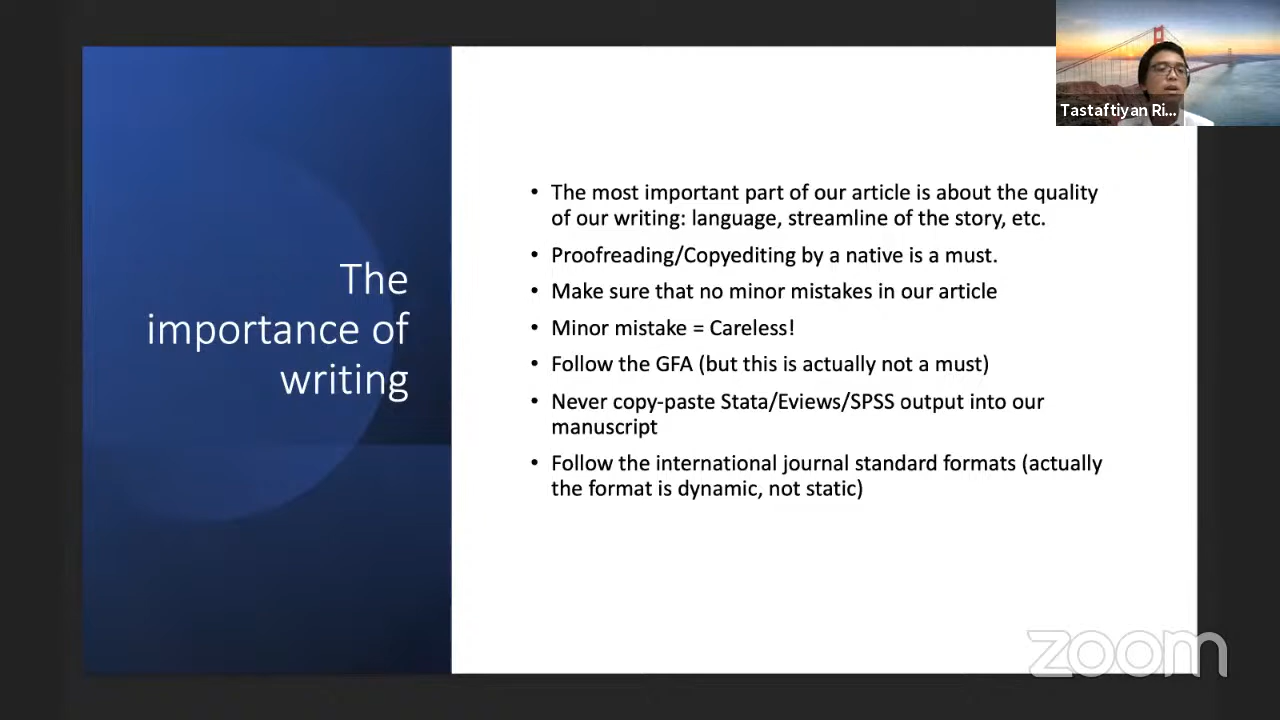 The
importance of
writing
• The most important part of our article is about the quality
of our writing: language, streamline of the story, etc.
• Proofreading/Copyediting by a native is a must.
• Make sure that no minor mistakes in our article
• Minor mistake = Careless!
• Follow the GFA (but this is actually not a must)
• Never copy-paste Stata/Eviews/SPSS output into our
manuscript
• Follow the international journal standard formats (actually
the format is dynamic, not static)
Tastaftiyan Ri...
zoom